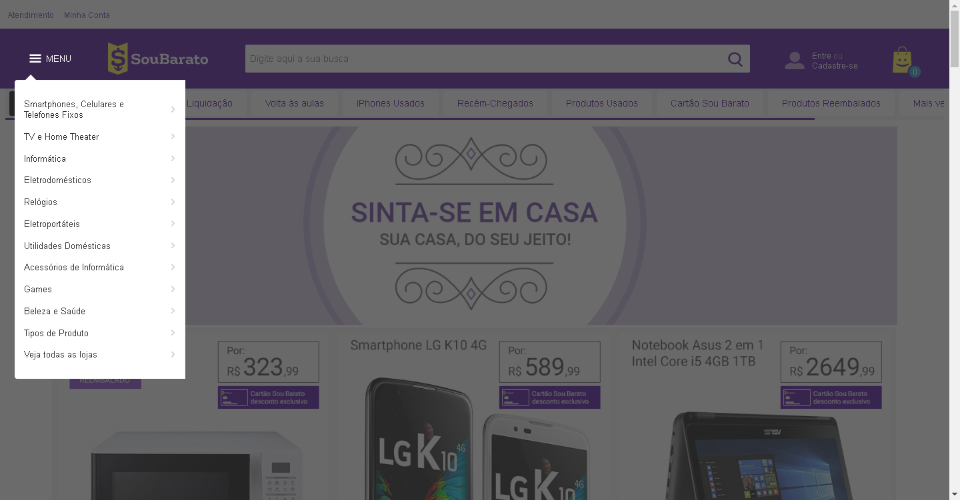 Atendimento Minha Conta
MENU
SouBarato
Digite aqui a sua busca
Entre ou
Cadastre-se
0
Liquidação Volta às aulas IPhones Usados Recém-Chegados Produtos Usados Cartão Sou Barato Produtos Reembalados Mais ve
Smartphones, Celulares e
Telefones Fixos
TV e Home Theater
Informática
Eletrodomésticos
Relógios
Eletroportáteis
Utilidades Domésticas
Acessórios de Informática
Games
Beleza e Saúde
Tipos de Produto
Veja todas as lojas
SINTA-SE EM CASA
SUA CASA, DO SEU JEITO!
REEMBALADO
Por:
R$ 323,99
Cartão Sou Barato
desconto exclusivo
Smartphone LG K10 4G
Por:
R$ 589,99
Cartão Sou Barato
desconto exclusivo
LG K10 4G
LG K10 4G
Notebook Asus 2 em 1
Intel Core i5 4GB 1TB
Por:
R$ 2649,99
Cartão Sou Barato
desconto exclusivo
ASUS